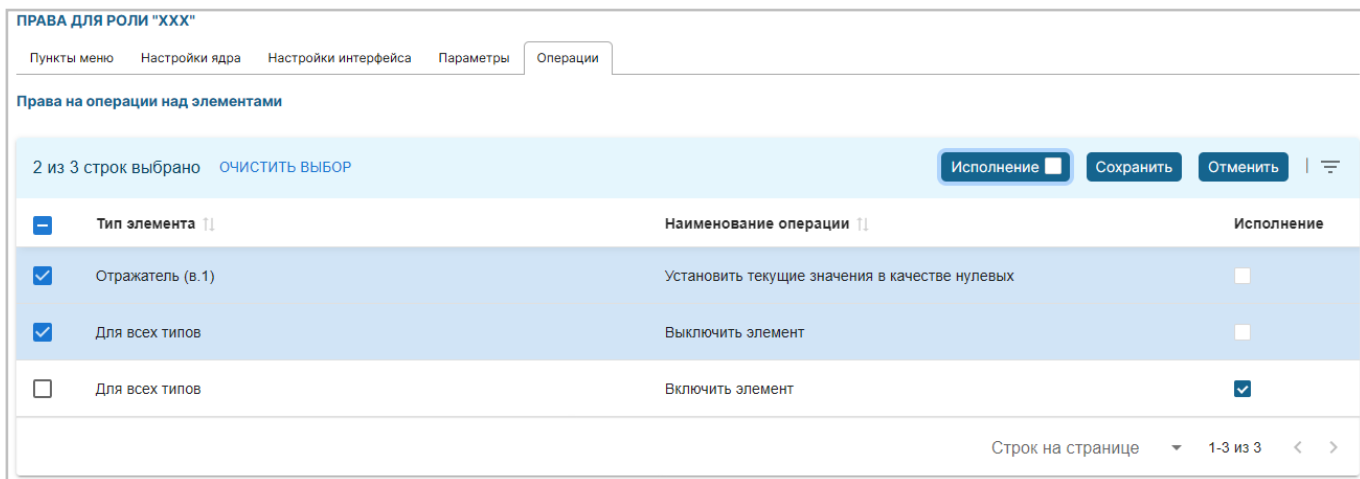 ПРАВА ДЛЯ РОЛИ "XXX"
Пункты меню Настройки ядра Настройки интерфейса Параметры Операции
Права на операции над элементами
2 из 3 строк выбрано ОЧИСТИТЬ ВЫБОР Исполнение Сохранить Отменить
Тип элемента Наименование операции Исполнение
Отражатель (в.1) Установить текущие значения в качестве нулевых
Для всех типов Выключить элемент
Для всех типов Включить элемент
Строк на странице 1-3 из 3